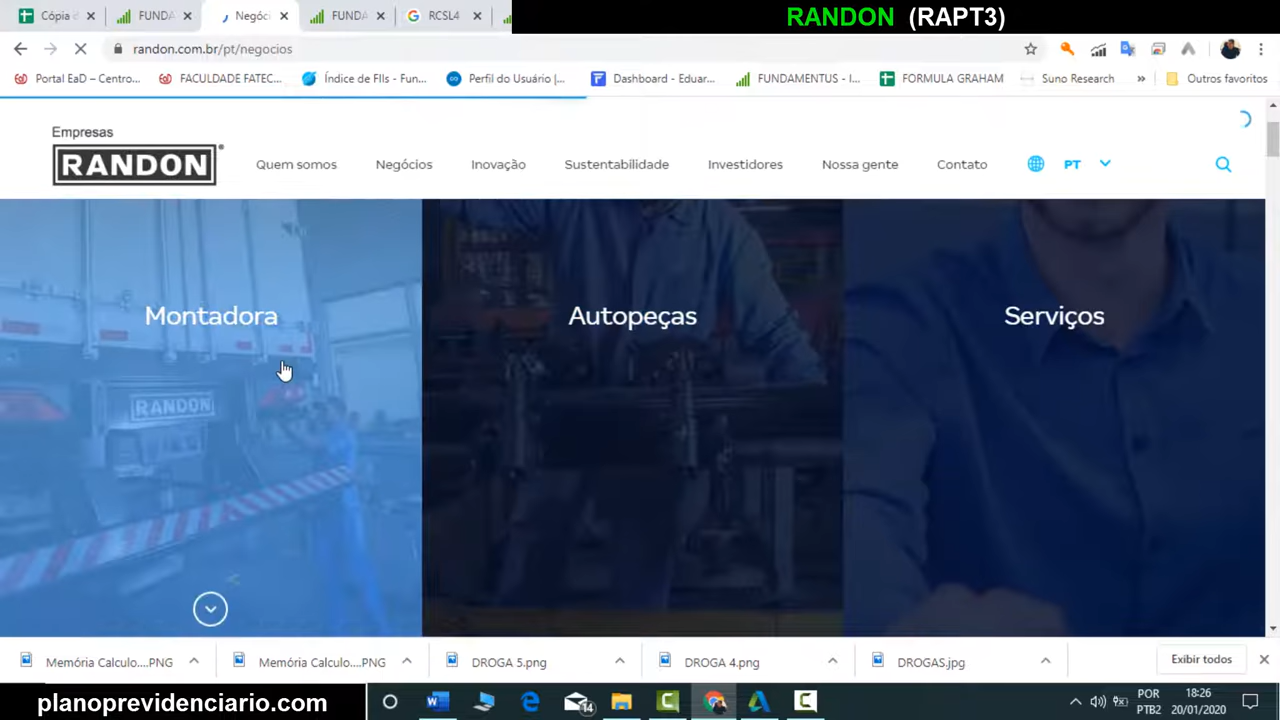 RANDON (RAPT3)
Cópia d
FUNDA
Negóci
FUNDA
RCSL4
randon.com.br/pt/negocios
Portal EaD – Centro...
FACULDADE FATEC...
Índice de FIIs - Fun...
Perfil do Usuário |...
Dashboard - Eduar...
FUNDAMENTUS - I...
FORMULA GRAHAM
Suno Research
»
Outros favoritos
Empresas
RANDON
Quem somos
Negócios
Inovação
Sustentabilidade
Investidores
Nossa gente
Contato
PT
Montadora
Autopeças
Serviços
RANDON
Memória Calculo....PNG
Memória Calculo....PNG
DROGA 5.png
DROGA 4.png
DROGAS.jpg
Exibir todos
planoprevidenciario.com
14
POR
PTB2
18:26
20/01/2020